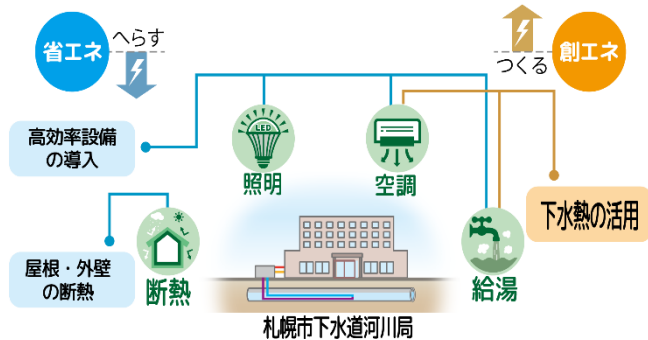 省エネ
へらす
つくる
創エネ
高効率設備
の導入
LED
照明
空調
下水熱の活用
屋根・外壁
の断熱
断熱
給湯
札幌市下水道河川局